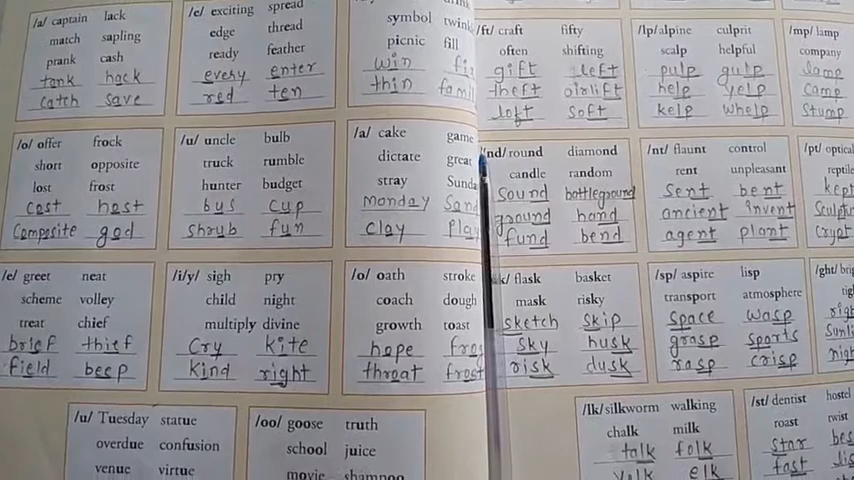 /a/ captain lack
match sapling
prank cash
tank hack
catch save
/e/ exciting spread
edge thread
ready feather
every enter
red ten
symbol
picnic fill
win
thin
/ft/ craft fifty
often shifting
gift left
theft airlift
loft soft
/lp/alpine culprit
scalp helpful
pulp gulp
help yelp
kelp whelp
/mp/ lamp
company
lamp
camp
stump
/o/ offer frock
short opposite
lost frost
cost host
composite god
/u/ uncle bulb
truck rumble
hunter budget
bus cup
shrub fun
/a/ cake game
dictate great
stray
Monday
clay play
/nd/ round diamond
candle random
sound battleground
ground hand
fund bend
/nt/ flaunt control
rent unpleasant
sent bent
ancient invent
agent plant
/pt/ optical
reptile
kept
crypt
/e/ greet neat
scheme volley
treat chief
brief thief
field beep
/i/y/ sigh pry
child night
multiply divine
cry kite
kind right
/o/ oath stroke
coach dough
growth toast
hope
throat
/ flask basket
mask risky
sketch skip
sky husk
risk dusk
/sp/ aspire lisp
transport atmosphere
space wasp
grasp sports
rasp crisp
/ght/
/u/ Tuesday statue
overdue confusion
venue virtue
/oo/ goose truth
school juice
movie shampoo
/lk/silkworm walking
chalk milk
talk folk
elk
/st/ dentist hostel
roast
star
fast